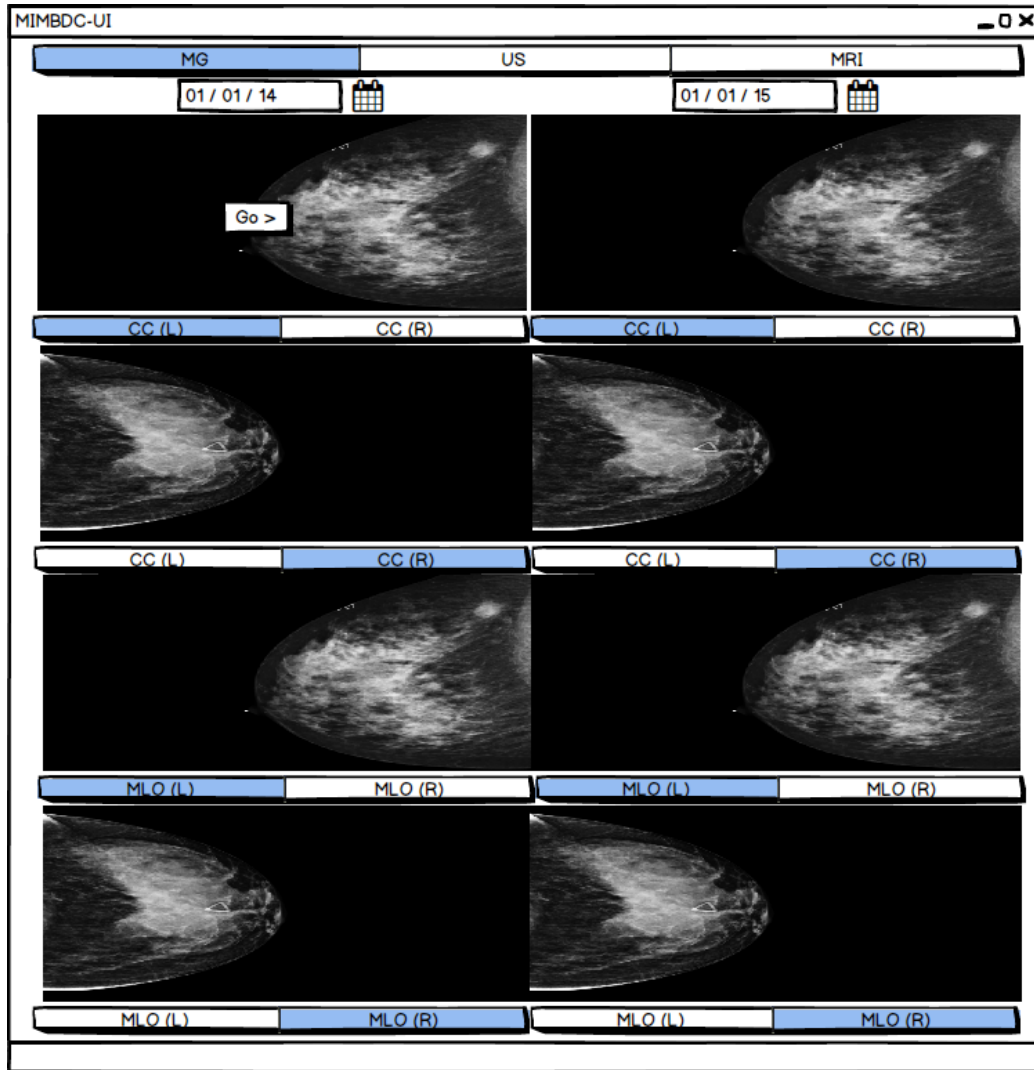 MIMBDC-UI
MG US MRI
01 / 01 / 14 01 / 01 / 15
Go >
CC (L) CC (R) CC (L) CC (R)
CC (L) CC (R) CC (L) CC (R)
MLO (L) MLO (R) MLO (L) MLO (R)
MLO (L) MLO (R) MLO (L) MLO (R)